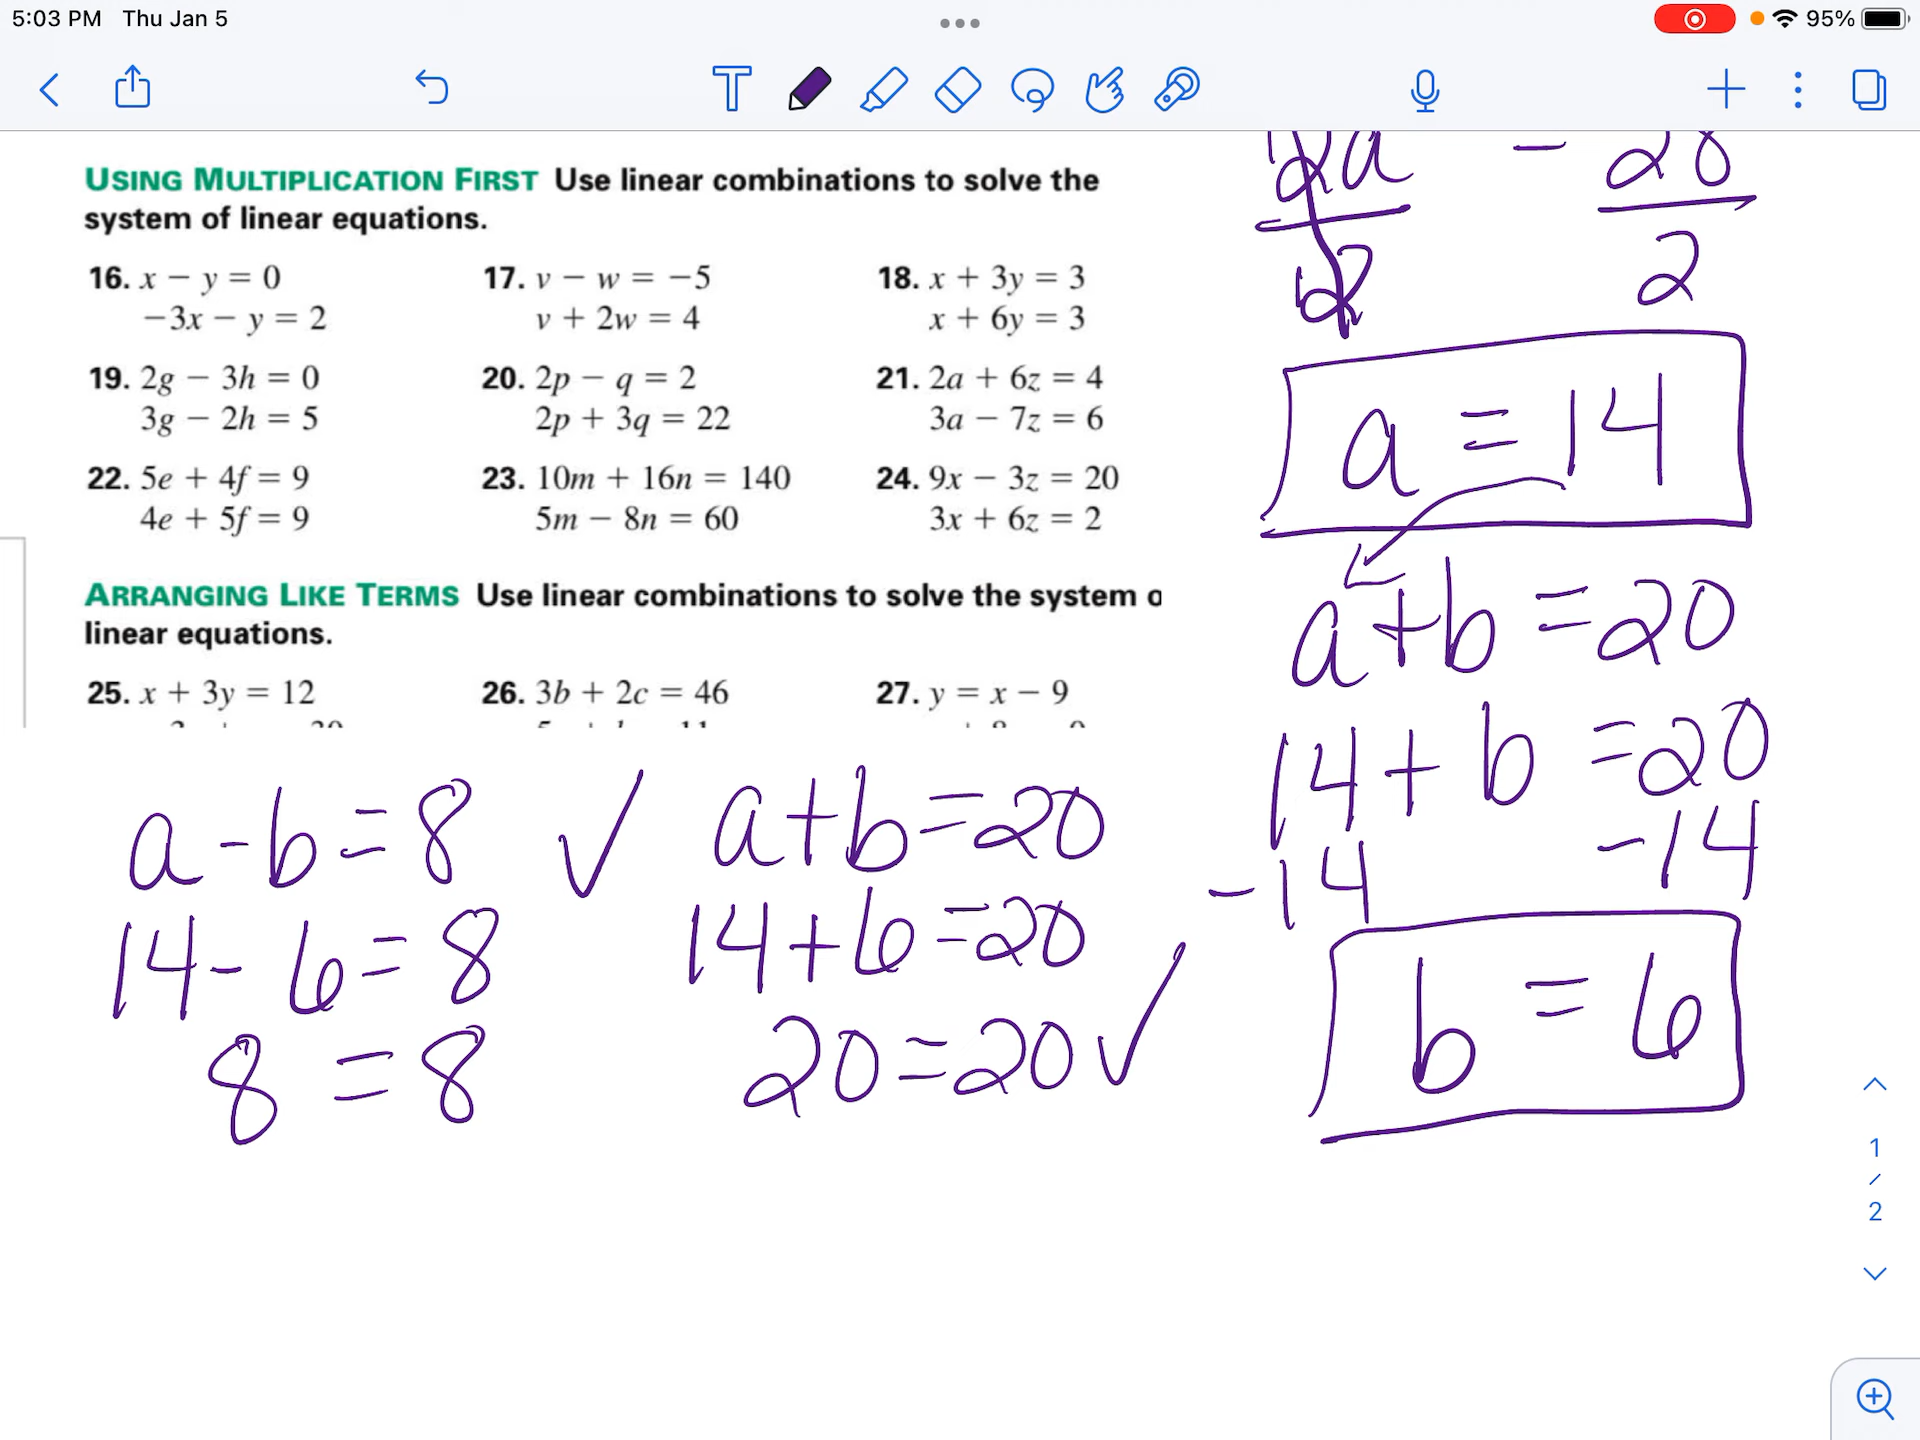 5:03 PM Thu Jan 5
95%
USING MULTIPLICATION FIRST Use linear combinations to solve the
system of linear equations.
16. x − y = 0
−3x − y = 2
17. v − w = −5
v + 2w = 4
18. x + 3y = 3
x + 6y = 3
19. 2g − 3h = 0
3g − 2h = 5
20. 2p − q = 2
2p + 3q = 22
21. 2a + 6z = 4
3a − 7z = 6
22. 5e + 4f = 9
4e + 5f = 9
23. 10m + 16n = 140
5m − 8n = 60
24. 9x − 3z = 20
3x + 6z = 2
ARRANGING LIKE TERMS Use linear combinations to solve the system o
linear equations.
25. x + 3y = 12
26. 3b + 2c = 46
27. y = x − 9
a - b = 8 ✓
14 - 6 = 8
8 = 8
a + b = 20
14 + 6 = 20
20 = 20 ✓
2a = 28
2 2
a = 14
a + b = 20
14 + b = 20
-14 -14
b = 6
1
/
2